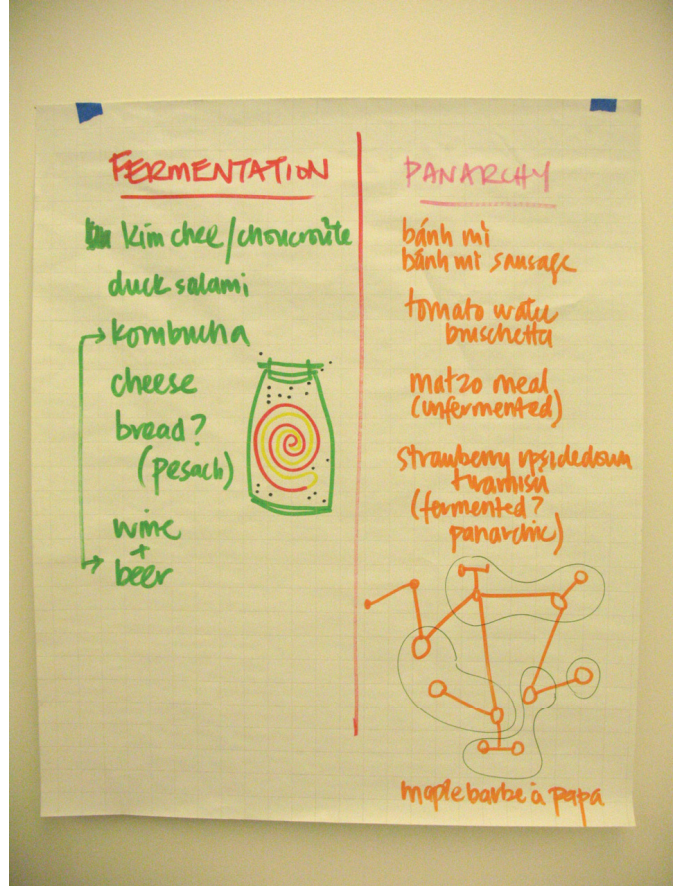 FERMENTATION
kim chee/choucroute
duck salami
kombucha
cheese
bread?
(pesach)
wine
+
beer
PANARCHY
bánh mì
bánh mì sausage
tomato water
bruschetta
matzo meal
(unfermented)
strawberry upsidedown
tiramisu
(fermented?
panarchic)
maple barbe à papa